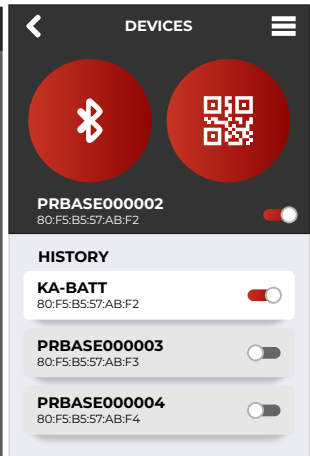 DEVICES
PRBASE000002
80:F5:B5:57:AB:F2
HISTORY
KA-BATT
80:F5:B5:57:AB:F2
PRBASE000003
80:F5:B5:57:AB:F3
PRBASE000004
80:F5:B5:57:AB:F4